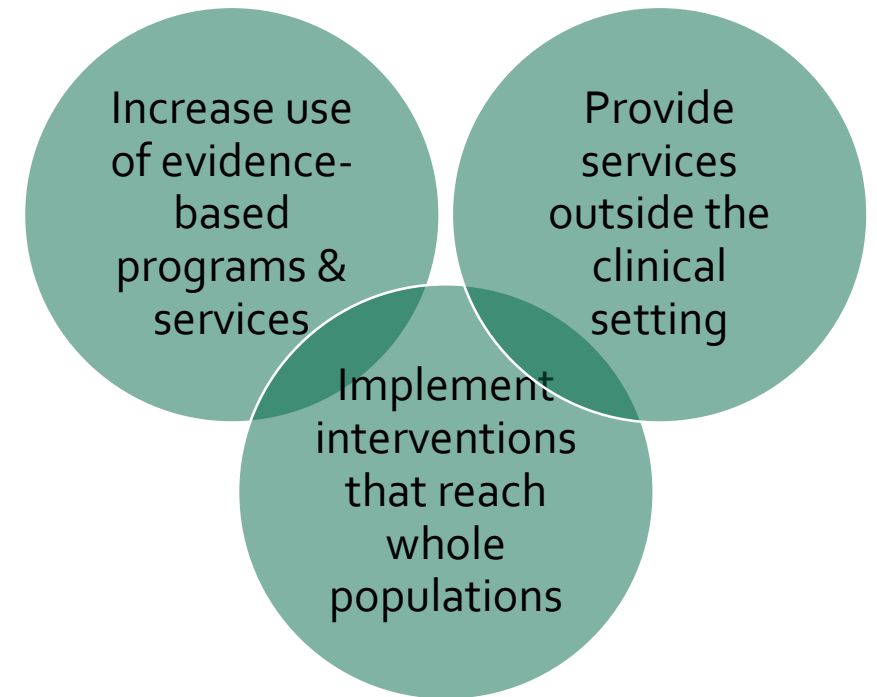 Increase use
of evidence-
based
programs &
services
Provide
services
outside the
clinical
setting
Implement
interventions
that reach
whole
populations